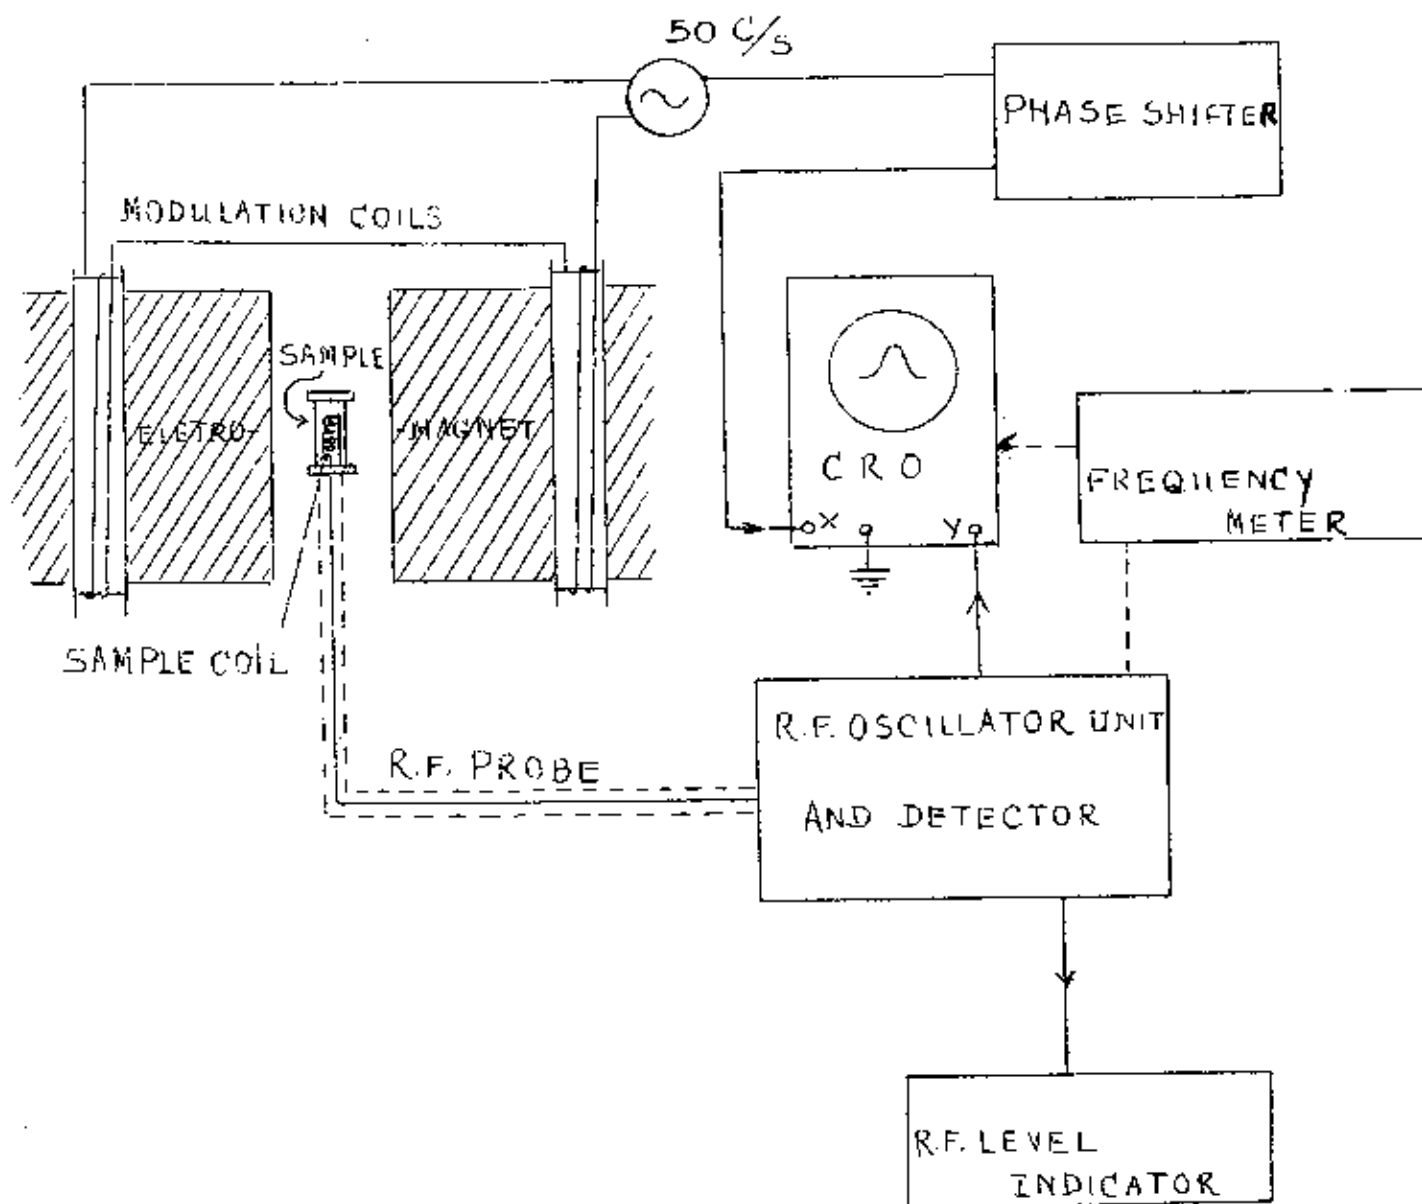 50 C/S
PHASE SHIFTER
MODULATION COILS
SAMPLE
ELETRO-
-MAGNET
C R O
X
Y
FREQUENCY
METER
SAMPLE COIL
R.F. OSCILLATOR UNIT
AND DETECTOR
R.F. PROBE
R.F. LEVEL
INDICATOR